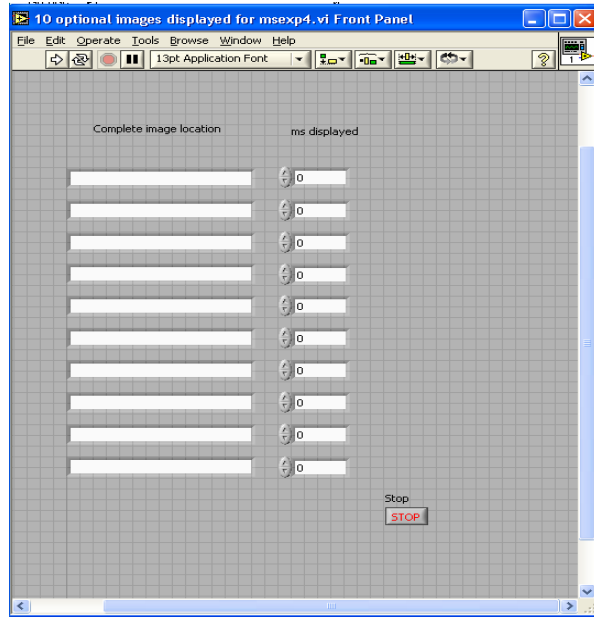 10 optional images displayed for msexp4.vi Front Panel
File Edit Operate Tools Browse Window Help
13pt Application Font
?
1
Complete image location ms displayed
0
0
0
0
0
0
0
0
0
0
Stop
STOP